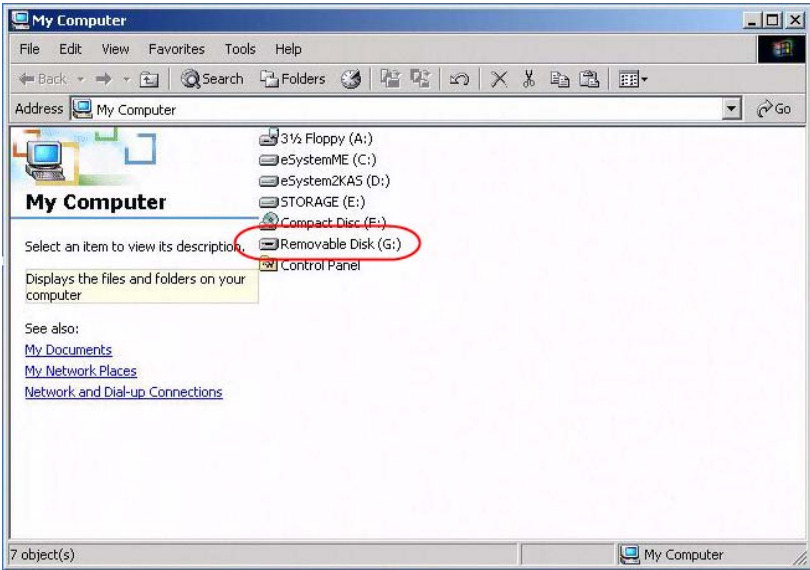 My Computer
File Edit View Favorites Tools Help
Back Search Folders
Address My Computer Go
3½ Floppy (A:)
eSystemME (C:)
eSystem2KAS (D:)
STORAGE (E:)
Compact Disc (F:)
Removable Disk (G:)
Control Panel
My Computer
Select an item to view its description.
Displays the files and folders on your
computer
See also:
My Documents
My Network Places
Network and Dial-up Connections
7 object(s) My Computer